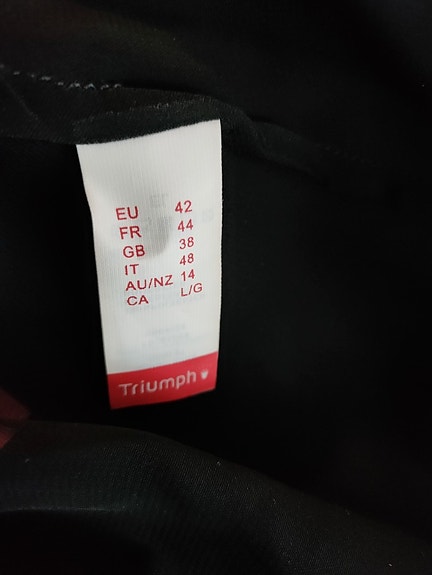 EU 42
FR 44
GB 38
IT 48
AU/NZ 14
CA L/G
Triumph